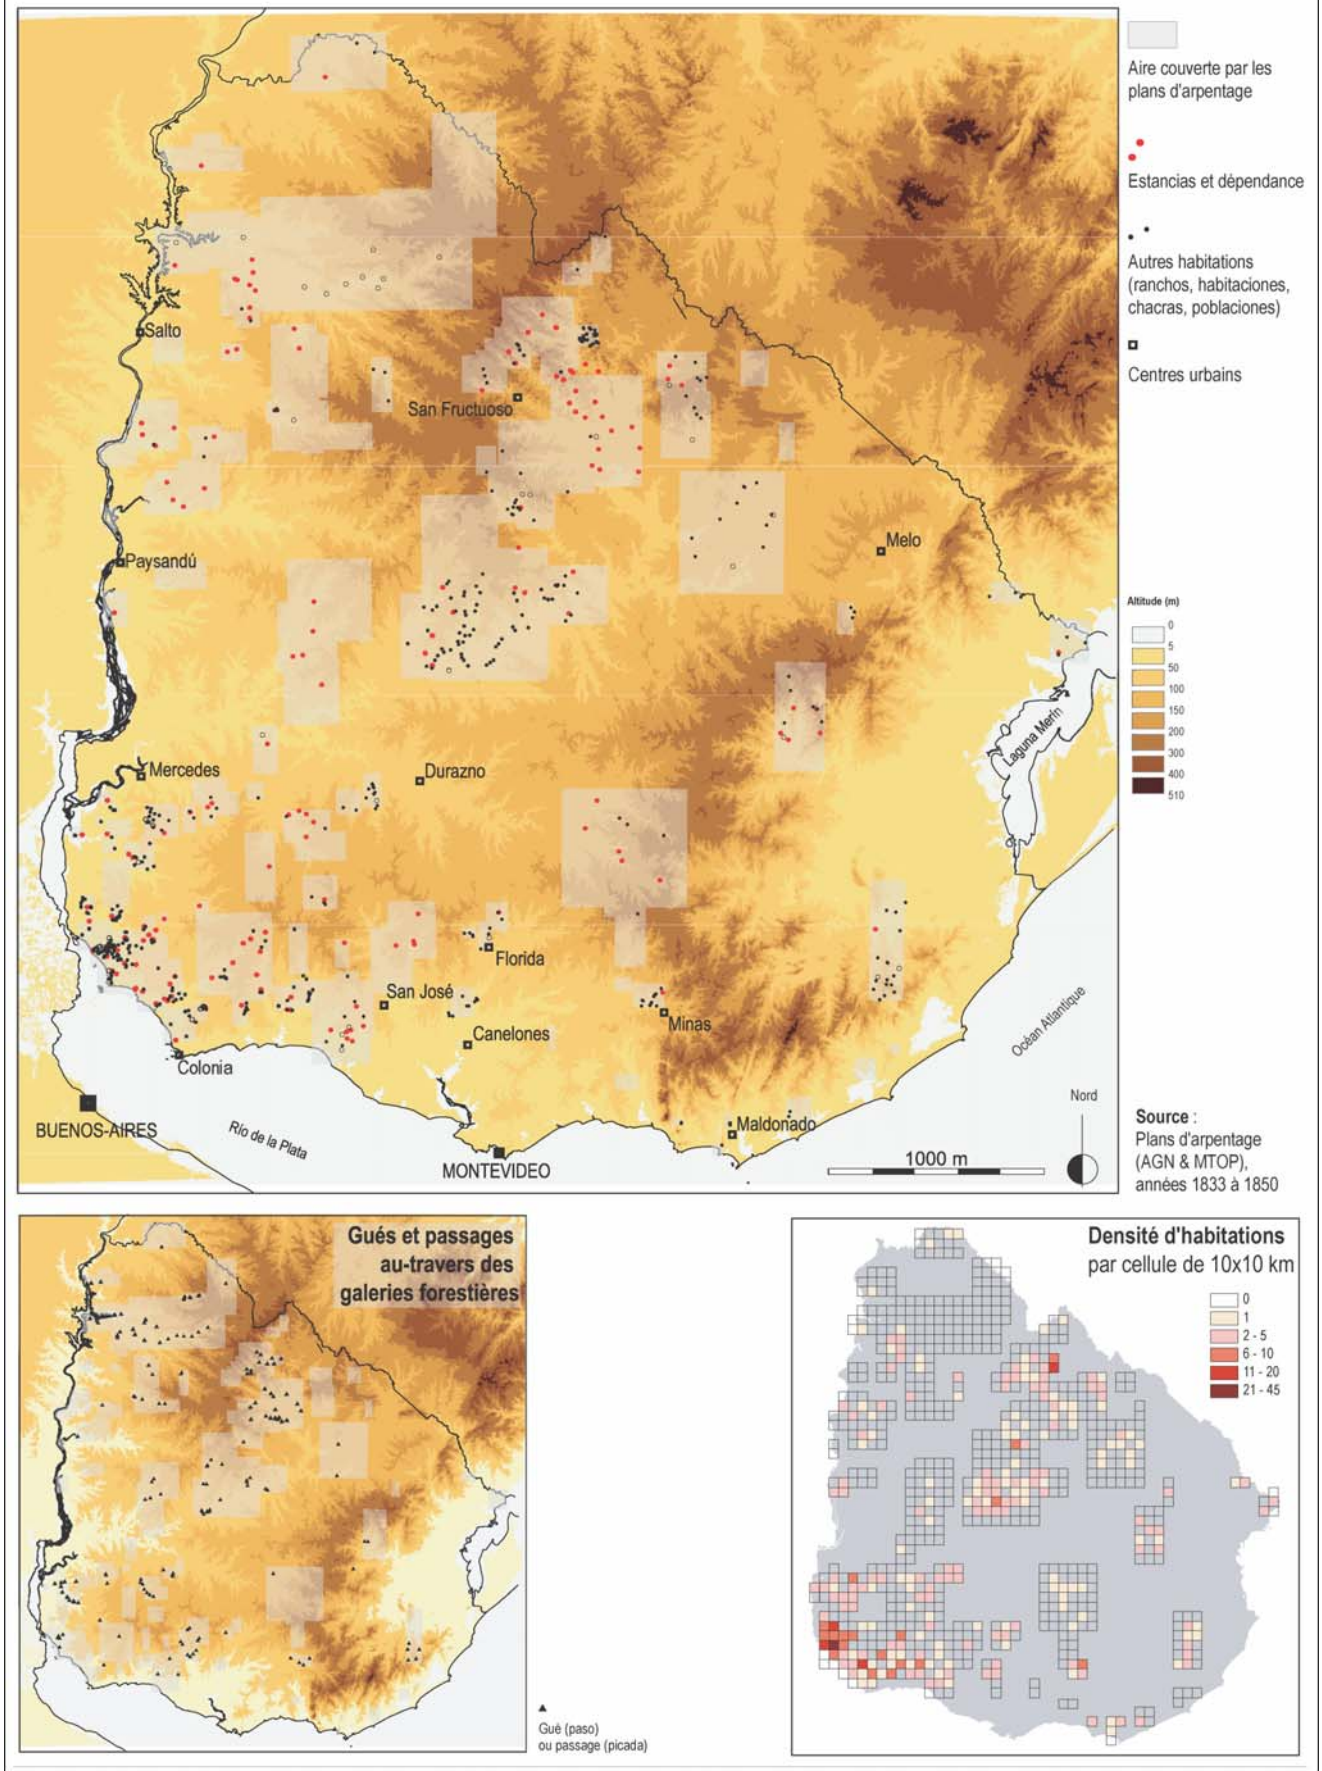 Aire couverte par les
plans d'arpentage
Estancias et dépendance
Autres habitations
(ranchos, habitaciones,
chacras, poblaciones)
Centres urbains
Salto
San Fructuoso
Paysandú
Melo
Altitude (m)
0
5
50
100
150
200
300
400
510
Laguna Merín
Mercedes
Durazno
Florida
San José
Minas
Canelones
Colonia
Océan Atlantique
BUENOS-AIRES
Rio de la Plata
MONTEVIDEO
Maldonado
1000 m
Nord
Source :
Plans d'arpentage
(AGN & MTOP),
années 1833 à 1850
Gués et passages
au-travers des
galeries forestières
Gué (paso)
ou passage (picada)
Densité d'habitations
par cellule de 10x10 km
0
1
2 - 5
6 - 10
11 - 20
21 - 45